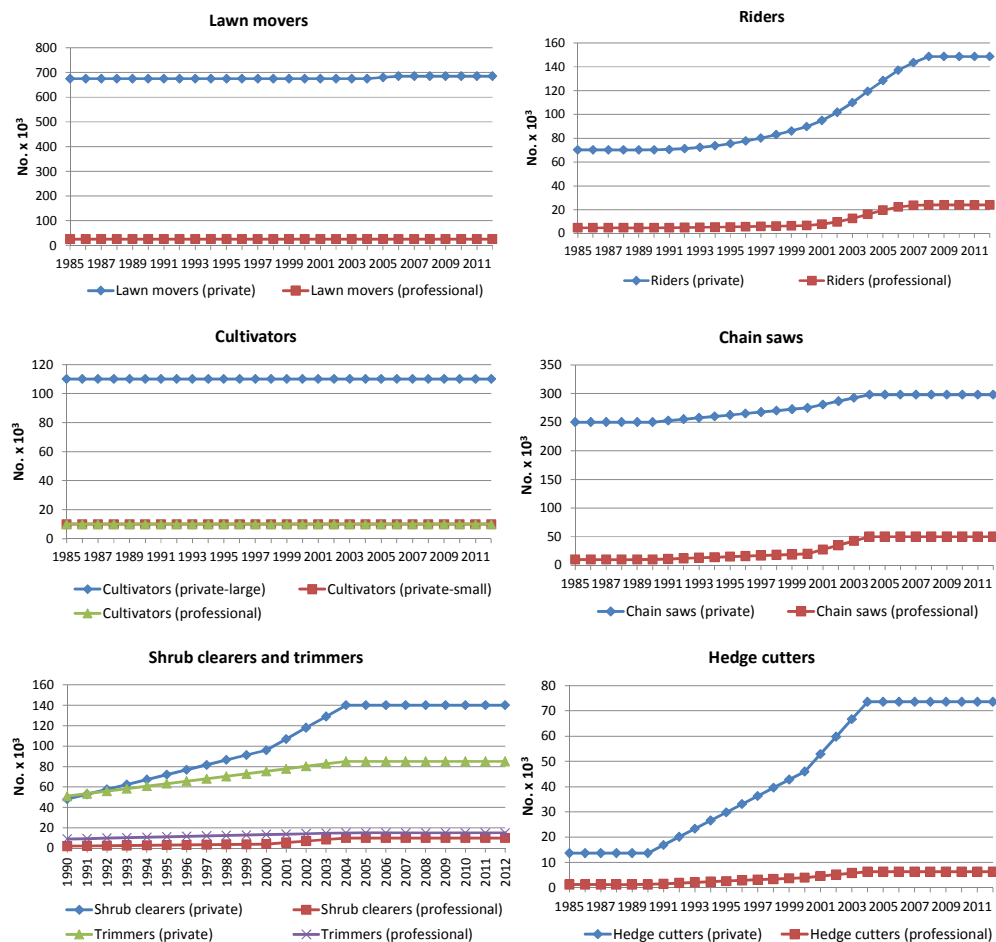 Lawn movers
No. x 10³
800
700
600
500
400
300
200
100
0
1985 1987 1989 1991 1993 1995 1997 1999 2001 2003 2005 2007 2009 2011
Lawn movers (private) Lawn movers (professional)
Riders
No. x 10³
160
140
120
100
80
60
40
20
0
1985 1987 1989 1991 1993 1995 1997 1999 2001 2003 2005 2007 2009 2011
Riders (private) Riders (professional)
Cultivators
No. x 10³
120
100
80
60
40
20
0
1985 1987 1989 1991 1993 1995 1997 1999 2001 2003 2005 2007 2009 2011
Cultivators (private-large) Cultivators (private-small)
Cultivators (professional)
Chain saws
No. x 10³
350
300
250
200
150
100
50
0
1985 1987 1989 1991 1993 1995 1997 1999 2001 2003 2005 2007 2009 2011
Chain saws (private) Chain saws (professional)
Shrub clearers and trimmers
No. x 10³
160
140
120
100
80
60
40
20
0
1990 1991 1992 1993 1994 1995 1996 1997 1998 1999 2000 2001 2002 2003 2004 2005 2006 2007 2008 2009 2010 2011 2012
Shrub clearers (private) Shrub clearers (professional)
Trimmers (private) Trimmers (professional)
Hedge cutters
No. x 10³
80
70
60
50
40
30
20
10
0
1985 1987 1989 1991 1993 1995 1997 1999 2001 2003 2005 2007 2009 2011
Hedge cutters (private) Hedge cutters (professional)